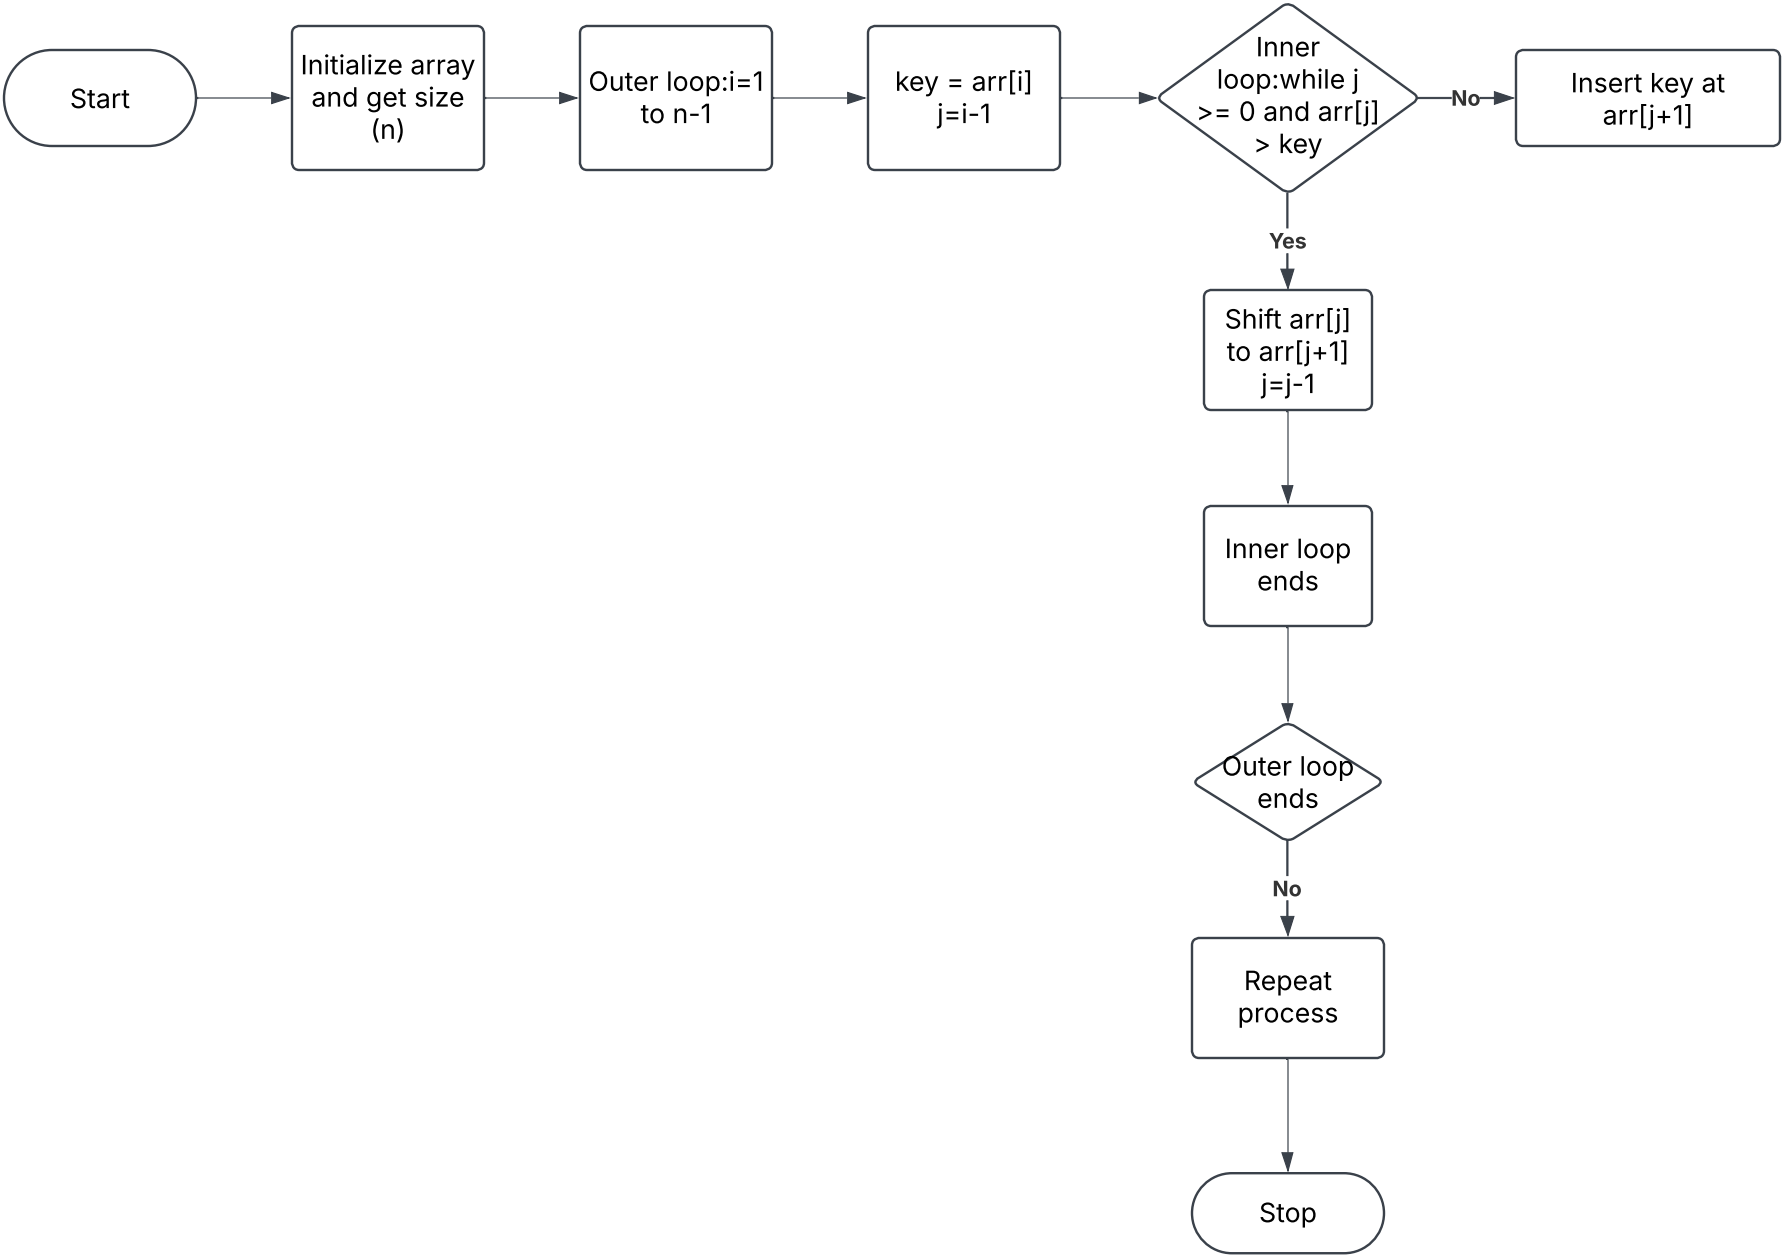 Start
Initialize array
and get size
(n)
Outer loop:i=1
to n-1
key = arr[i]
j=i-1
Inner
loop:while j
>= 0 and arr[j]
> key
No
Insert key at
arr[j+1]
Yes
Shift arr[j]
to arr[j+1]
j=j-1
Inner loop
ends
Outer loop
ends
No
Repeat
process
Stop